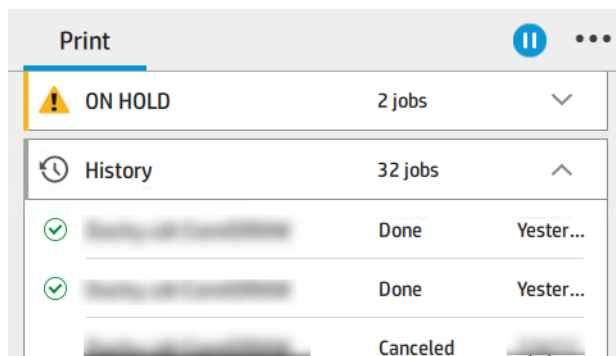 Print
ON HOLD 2 jobs
History 32 jobs
Done Yester...
Done Yester...
Canceled